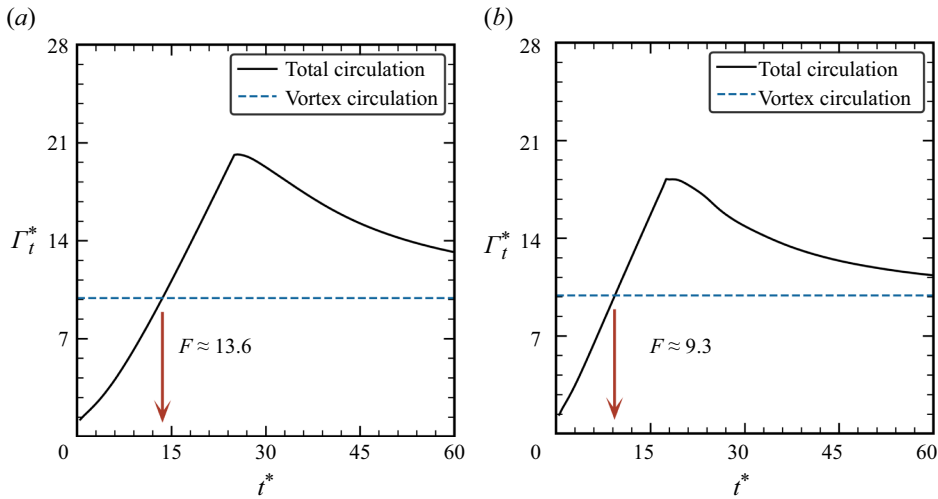 (a)
28
Total circulation
Vortex circulation
21
14
Γ*t
7
F ≈ 13.6
0
15
30
45
60
t*
(b)
28
Total circulation
Vortex circulation
21
14
Γ*t
7
F ≈ 9.3
0
15
30
45
60
t*